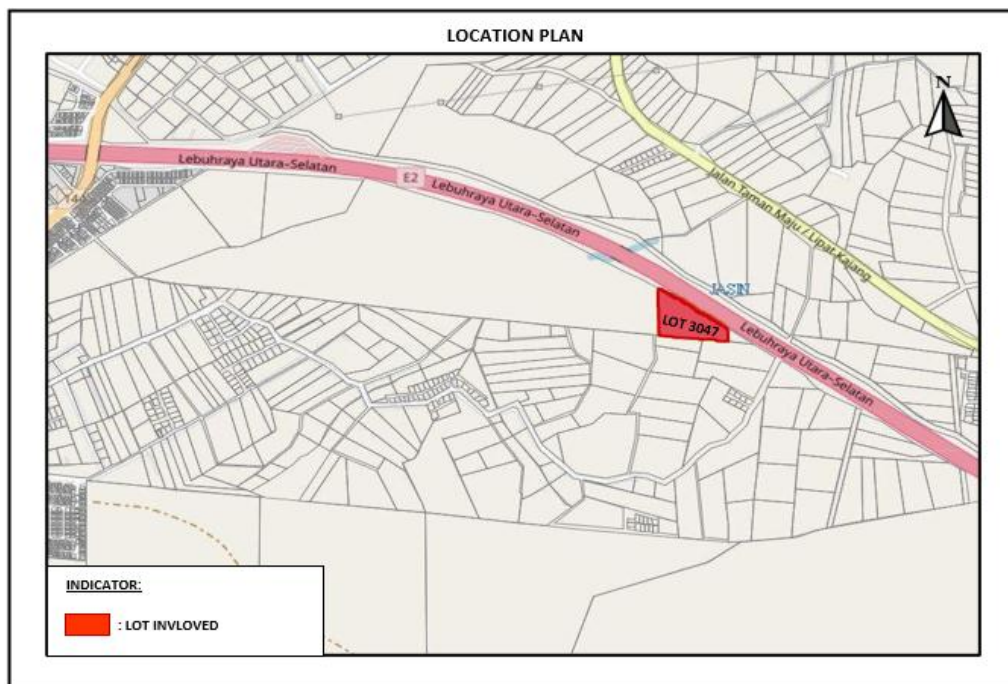 LOCATION PLAN
N
Lebuhraya Utara-Selatan
E2
Lebuhraya Utara-Selatan
Jalan Taman Maju / Lipat Kajang
JASIN
LOT 3047
Lebuhraya Utara-Selatan
INDICATOR:
: LOT INVLOVED